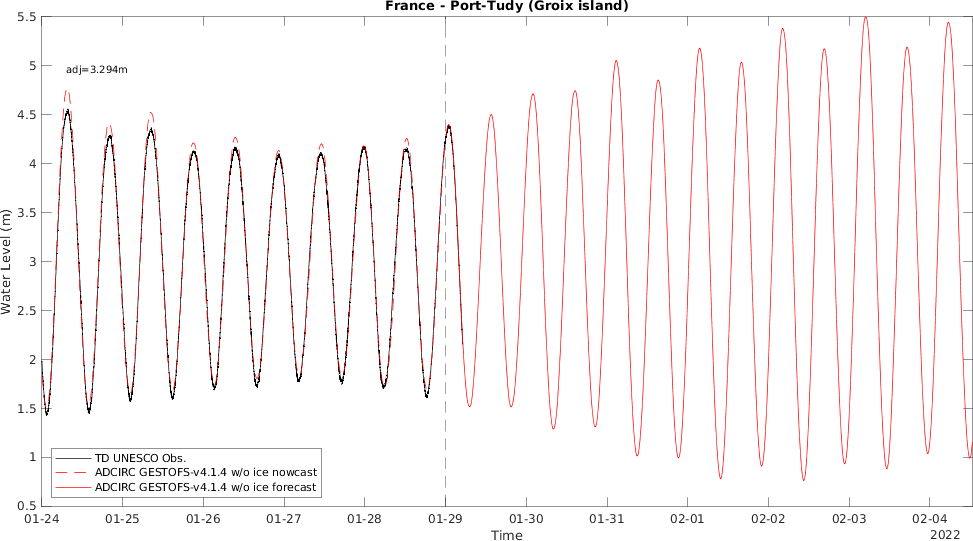 France - Port-Tudy (Groix island)
5.5
5
4.5
4
3.5
3
2.5
2
1.5
1
0.5
Water Level (m)
adj=3.294m
TD UNESCO Obs.
ADCIRC GESTOFS-v4.1.4 w/o ice nowcast
ADCIRC GESTOFS-v4.1.4 w/o ice forecast
01-24 01-25 01-26 01-27 01-28 01-29 01-30 01-31 02-01 02-02 02-03 02-04
2022
Time